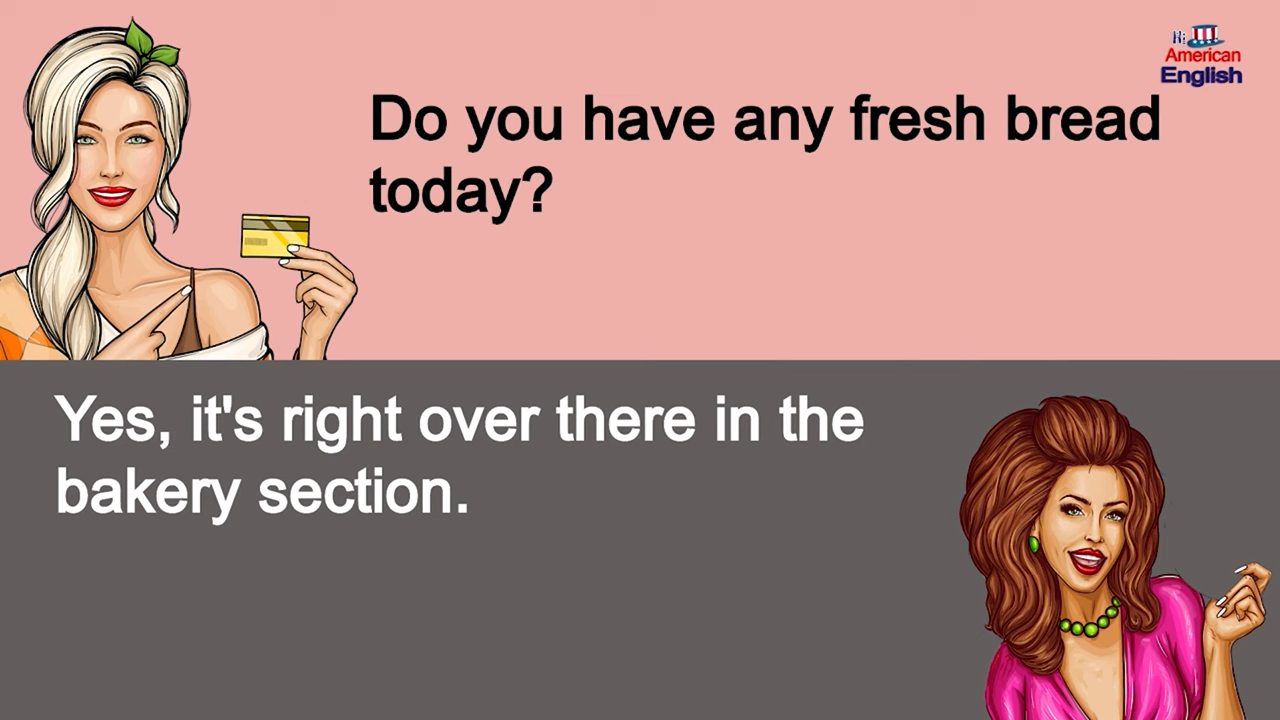 Hi
American
English
Do you have any fresh bread
today?
Yes, it's right over there in the
bakery section.